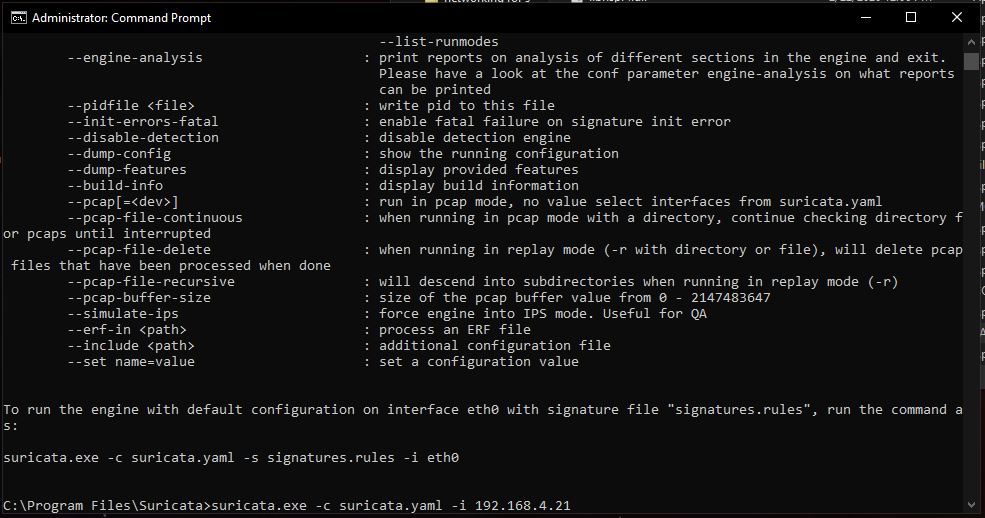 Administrator: Command Prompt
--list-runmodes
--engine-analysis : print reports on analysis of different sections in the engine and exit.
Please have a look at the conf parameter engine-analysis on what reports
can be printed
--pidfile <file> : write pid to this file
--init-errors-fatal : enable fatal failure on signature init error
--disable-detection : disable detection engine
--dump-config : show the running configuration
--dump-features : display provided features
--build-info : display build information
--pcap[=<dev>] : run in pcap mode, no value select interfaces from suricata.yaml
--pcap-file-continuous : when running in pcap mode with a directory, continue checking directory f
or pcaps until interrupted
--pcap-file-delete : when running in replay mode (-r with directory or file), will delete pcap
files that have been processed when done
--pcap-file-recursive : will descend into subdirectories when running in replay mode (-r)
--pcap-buffer-size : size of the pcap buffer value from 0 - 2147483647
--simulate-ips : force engine into IPS mode. Useful for QA
--erf-in <path> : process an ERF file
--include <path> : additional configuration file
--set name=value : set a configuration value
To run the engine with default configuration on interface eth0 with signature file "signatures.rules", run the command a
s:
suricata.exe -c suricata.yaml -s signatures.rules -i eth0
C:\Program Files\Suricata>suricata.exe -c suricata.yaml -i 192.168.4.21